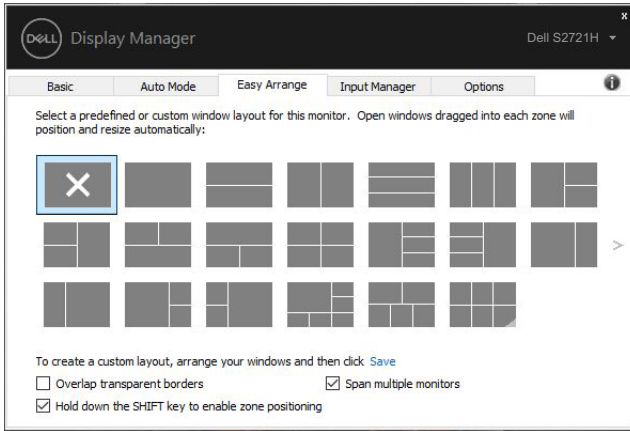 x
DELL Display Manager
Dell S2721H
Basic Auto Mode Easy Arrange Input Manager Options
Select a predefined or custom window layout for this monitor. Open windows dragged into each zone will
position and resize automatically:
To create a custom layout, arrange your windows and then click Save
Overlap transparent borders
Span multiple monitors
Hold down the SHIFT key to enable zone positioning